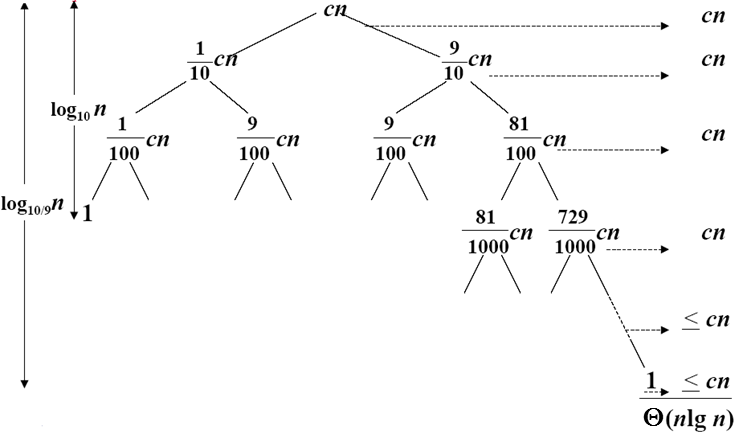 cn cn
1/10 cn 9/10 cn cn
log₁₀ n
1/100 cn 9/100 cn 9/100 cn 81/100 cn cn
log₁₀/₉ n
1
81/1000 cn 729/1000 cn cn
≤ cn
1 ≤ cn
Θ(n lg n)